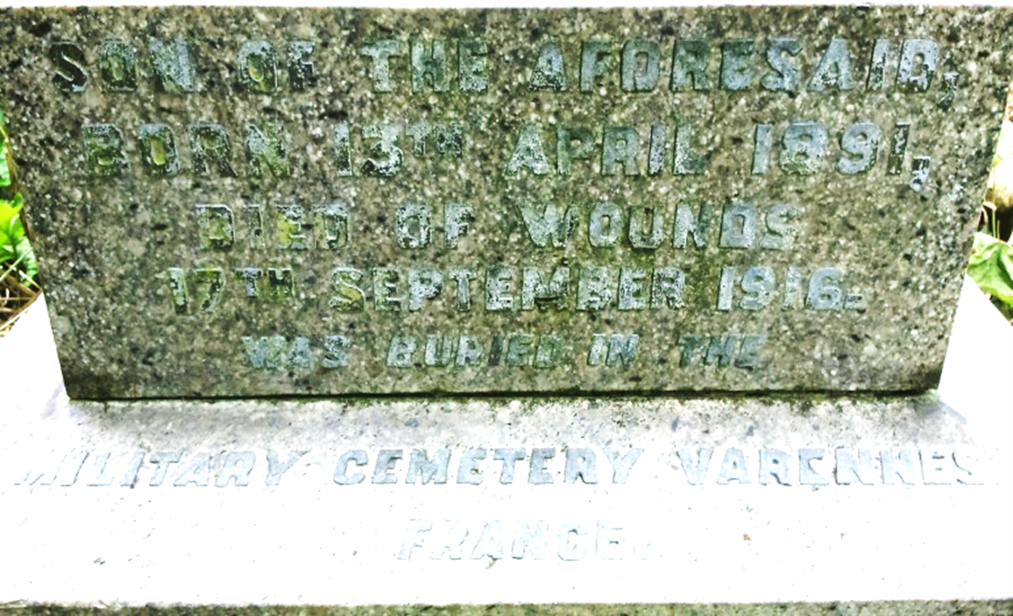 SON OF THE AFORESAID,
BORN 13TH APRIL 1891,
DIED OF WOUNDS
17TH SEPTEMBER 1916.
WAS BURIED IN THE
MILITARY CEMETERY VARENNES.
FRANCE.